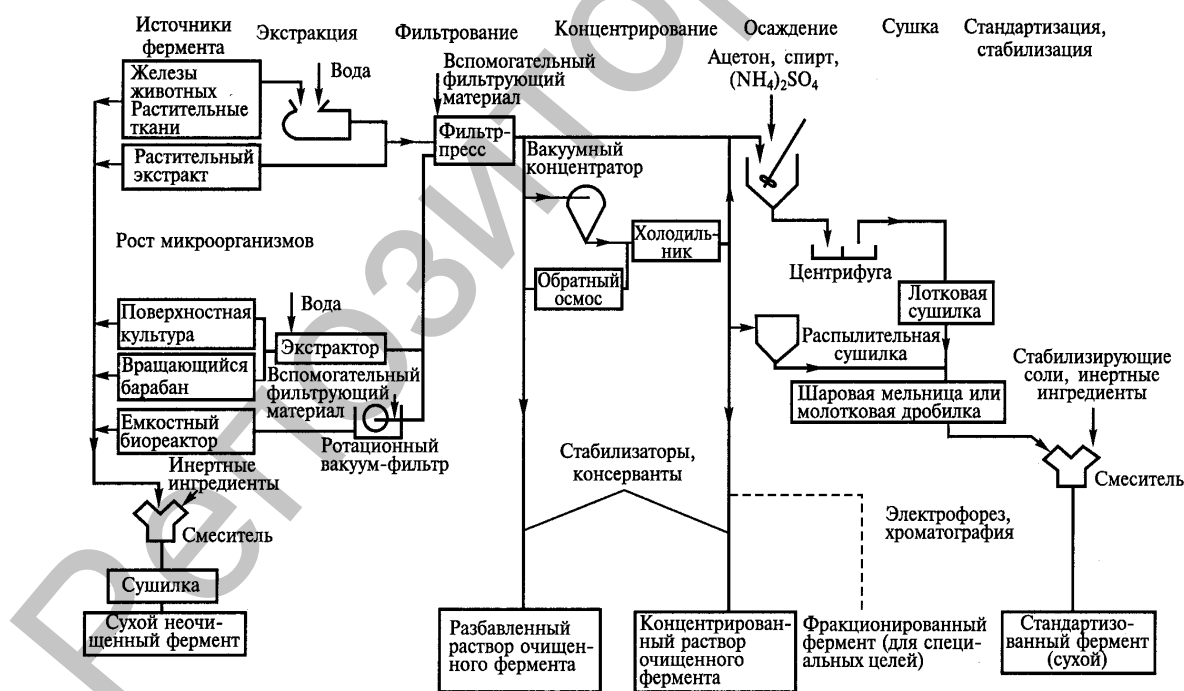 Источники
фермента
Экстракция
Фильтрование
Концентрирование
Осаждение
Сушка
Стандартизация,
стабилизация
Железы
животных
Растительные
ткани
Вода
Вспомогательный
фильтрующий
материал
Ацетон, спирт,
(NH₄)₂SO₄
Фильтр-
пресс
Растительный
экстракт
Вакуумный
концентратор
Рост микроорганизмов
Холодиль-
ник
Центрифуга
Обратный
осмос
Лотковая
сушилка
Поверхностная
культура
Вода
Экстрактор
Распылительная
сушилка
Вращающийся
барабан
Вспомогательный
фильтрующий
материал
Стабилизирующие
соли, инертные
ингредиенты
Шаровая мельница или
молотковая дробилка
Емкостный
биореактор
Ротационный
вакуум-фильтр
Стабилизаторы,
консерванты
Инертные
ингредиенты
Смеситель
Смеситель
Электрофорез,
хроматография
Сушилка
Сухой неочи-
щенный фермент
Разбавленный
раствор очищен-
ного фермента
Концентрирован-
ный раствор
очищенного
фермента
Фракционированный
фермент (для специ-
альных целей)
Стандартизо-
ванный фермент
(сухой)
Репозитор